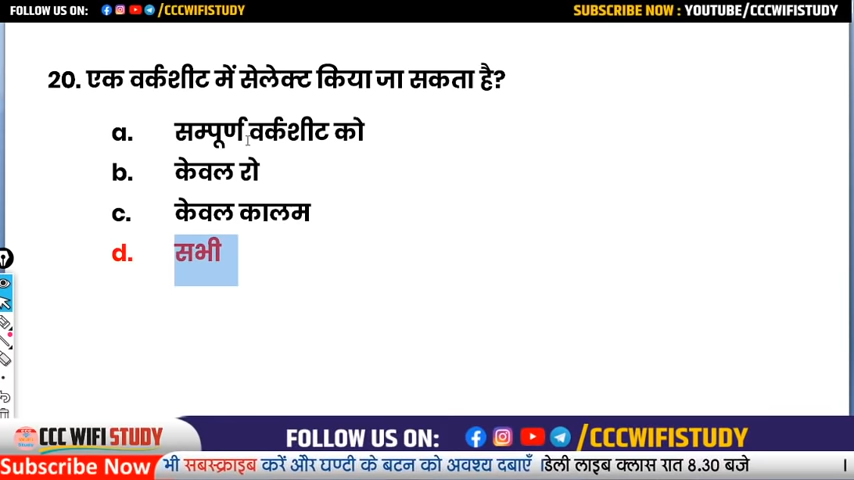 FOLLOW US ON: /CCCWIFISTUDY
SUBSCRIBE NOW : YOUTUBE/CCCWIFISTUDY
20. एक वर्कशीट में सेलेक्ट किया जा सकता है?
a. सम्पूर्ण वर्कशीट को
b. केवल रो
c. केवल कालम
d. सभी
CCC WIFI STUDY
FOLLOW US ON: /CCCWIFISTUDY
Subscribe Now भी सबस्क्राइब करें और घण्टी के बटन को अवश्य दबाएँ । डेली लाइव क्लास रात 8.30 बजे ।